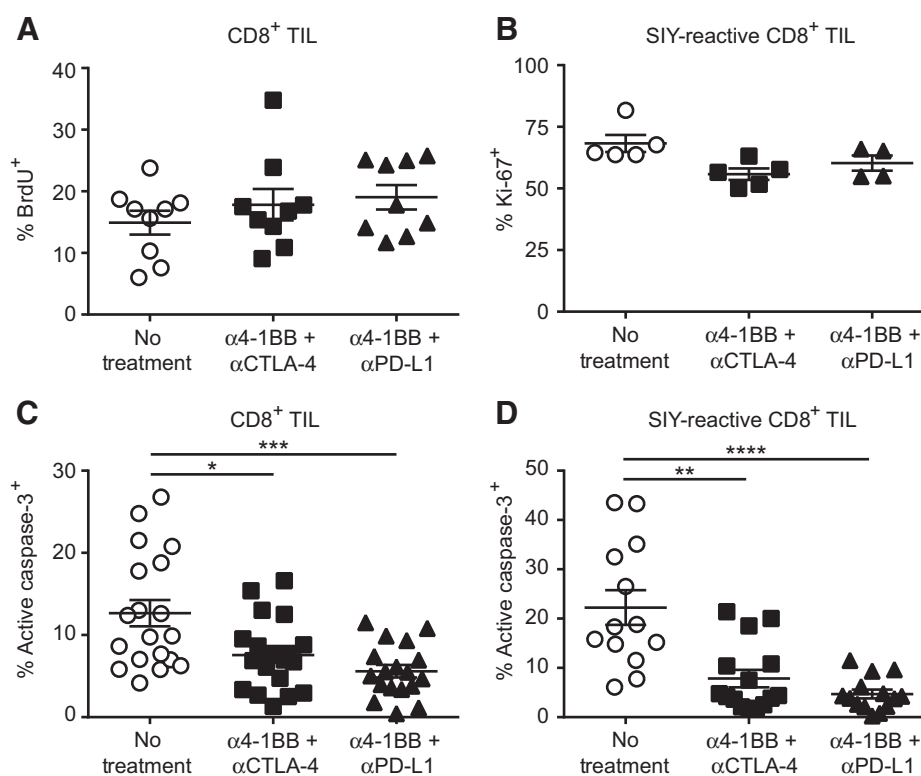 A
CD8+ TIL
% BrdU+
40
30
20
10
0
No treatment
α4-1BB + αCTLA-4
α4-1BB + αPD-L1
B
SIY-reactive CD8+ TIL
% Ki-67+
100
75
50
25
0
No treatment
α4-1BB + αCTLA-4
α4-1BB + αPD-L1
C
CD8+ TIL
% Active caspase-3+
30
20
10
0
***
*
No treatment
α4-1BB + αCTLA-4
α4-1BB + αPD-L1
D
SIY-reactive CD8+ TIL
% Active caspase-3+
50
40
30
20
10
0
****
**
No treatment
α4-1BB + αCTLA-4
α4-1BB + αPD-L1